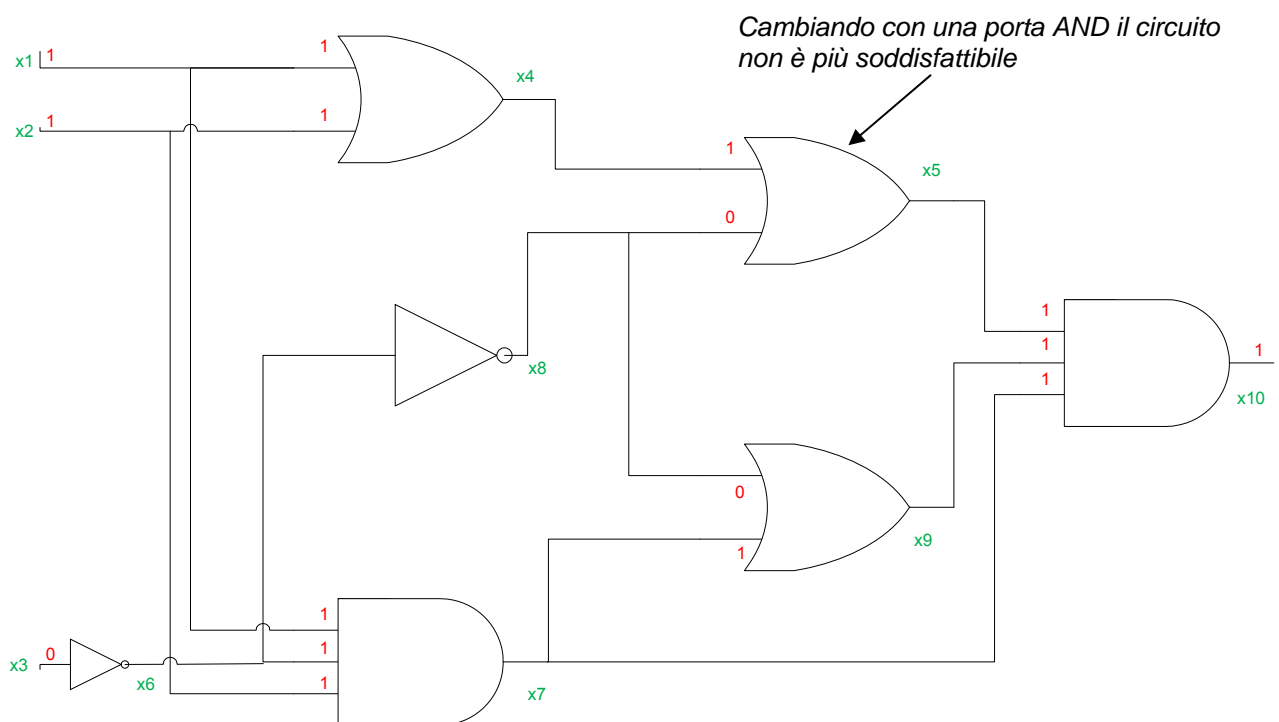 Cambiando con una porta AND il circuito
non è più soddisfattibile
x1 1
1
x4
x2 1
1
1
x5
0
x8
1
1
1
1
x10
0
1
x9
1
1
1
x3 0
x6
x7